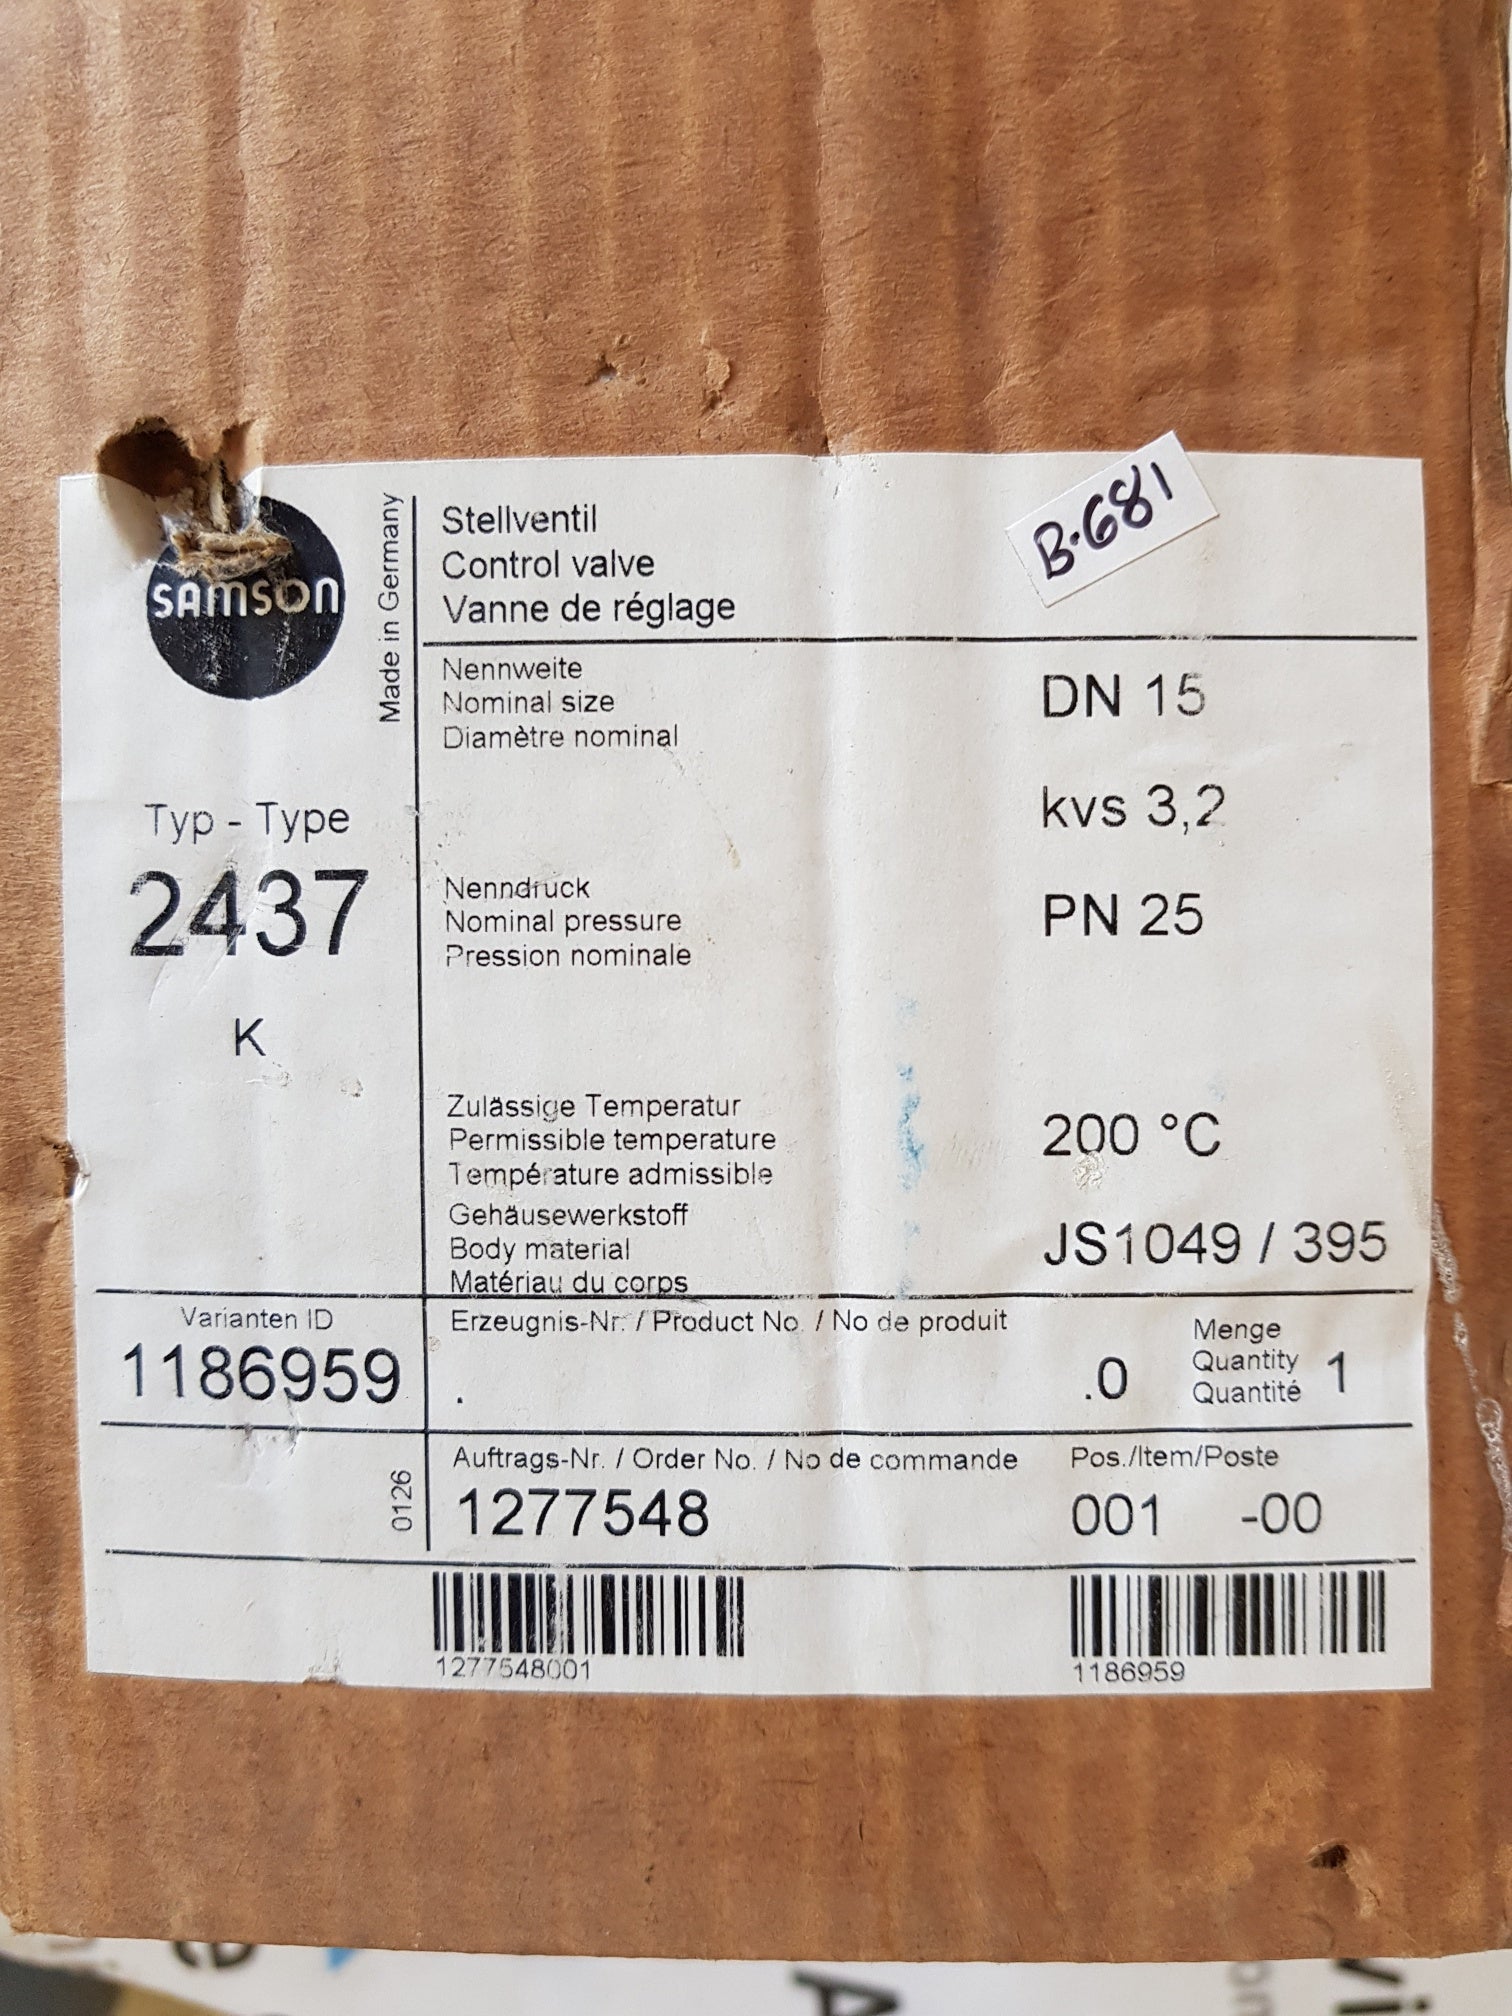 SAMSON
Made in Germany
Stellventil
Control valve
Vanne de réglage
B.681
Nennweite
Nominal size
Diamètre nominal
DN 15
kvs 3,2
Typ - Type
2437
K
Nenndruck
Nominal pressure
Pression nominale
PN 25
Zulässige Temperatur
Permissible temperature
Température admissible
200 °C
Gehäusewerkstoff
Body material
Matériau du corps
JS1049 / 395
Varianten ID
1186959
Erzeugnis-Nr. / Product No. / No de produit
. .0
Menge
Quantity
Quantité
1
0126
Auftrags-Nr. / Order No. / No de commande
1277548
Pos./Item/Poste
001 -00
1277548001
1186959